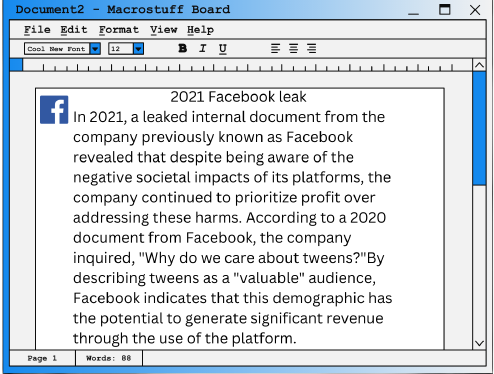 Document2 - Macrostuff Board
File Edit Format View Help
Cool New Font 12 B I U
2021 Facebook leak
In 2021, a leaked internal document from the
company previously known as Facebook
revealed that despite being aware of the
negative societal impacts of its platforms, the
company continued to prioritize profit over
addressing these harms. According to a 2020
document from Facebook, the company
inquired, "Why do we care about tweens?"By
describing tweens as a "valuable" audience,
Facebook indicates that this demographic has
the potential to generate significant revenue
through the use of the platform.
Page 1 Words: 88